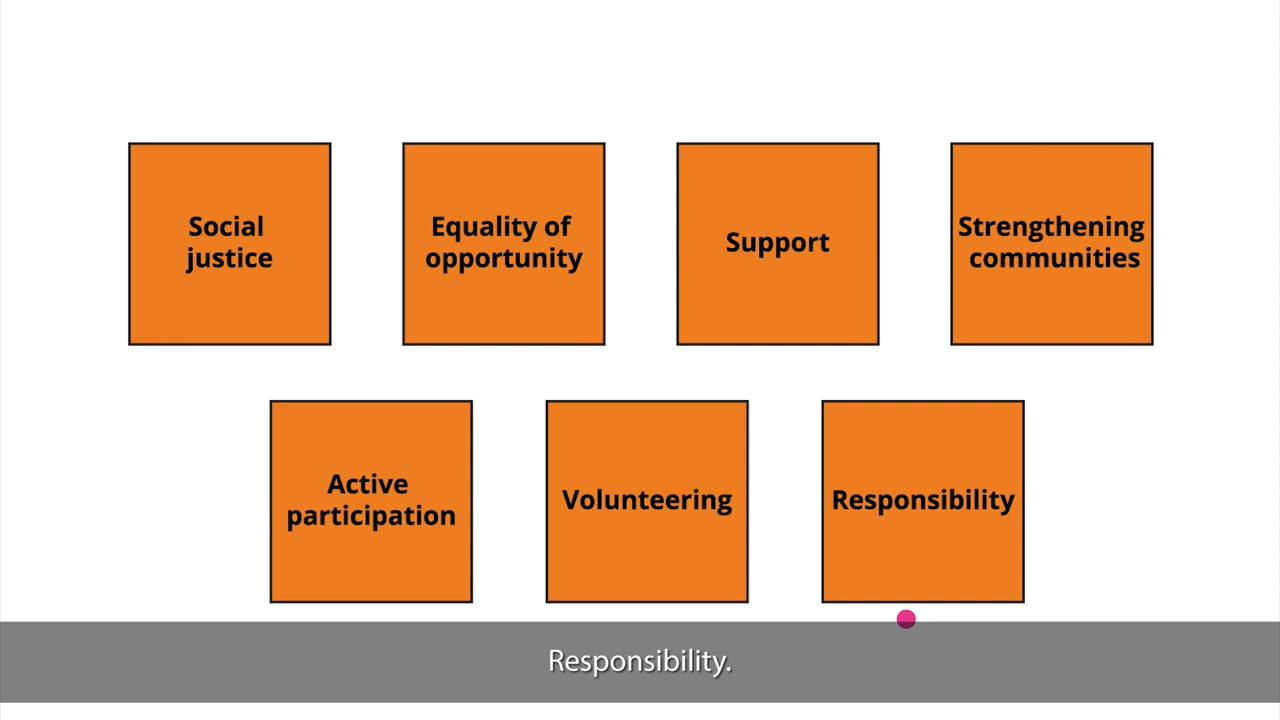 Social
justice
Equality of
opportunity
Support
Strengthening
communities
Active
participation
Volunteering
Responsibility
Responsibility.